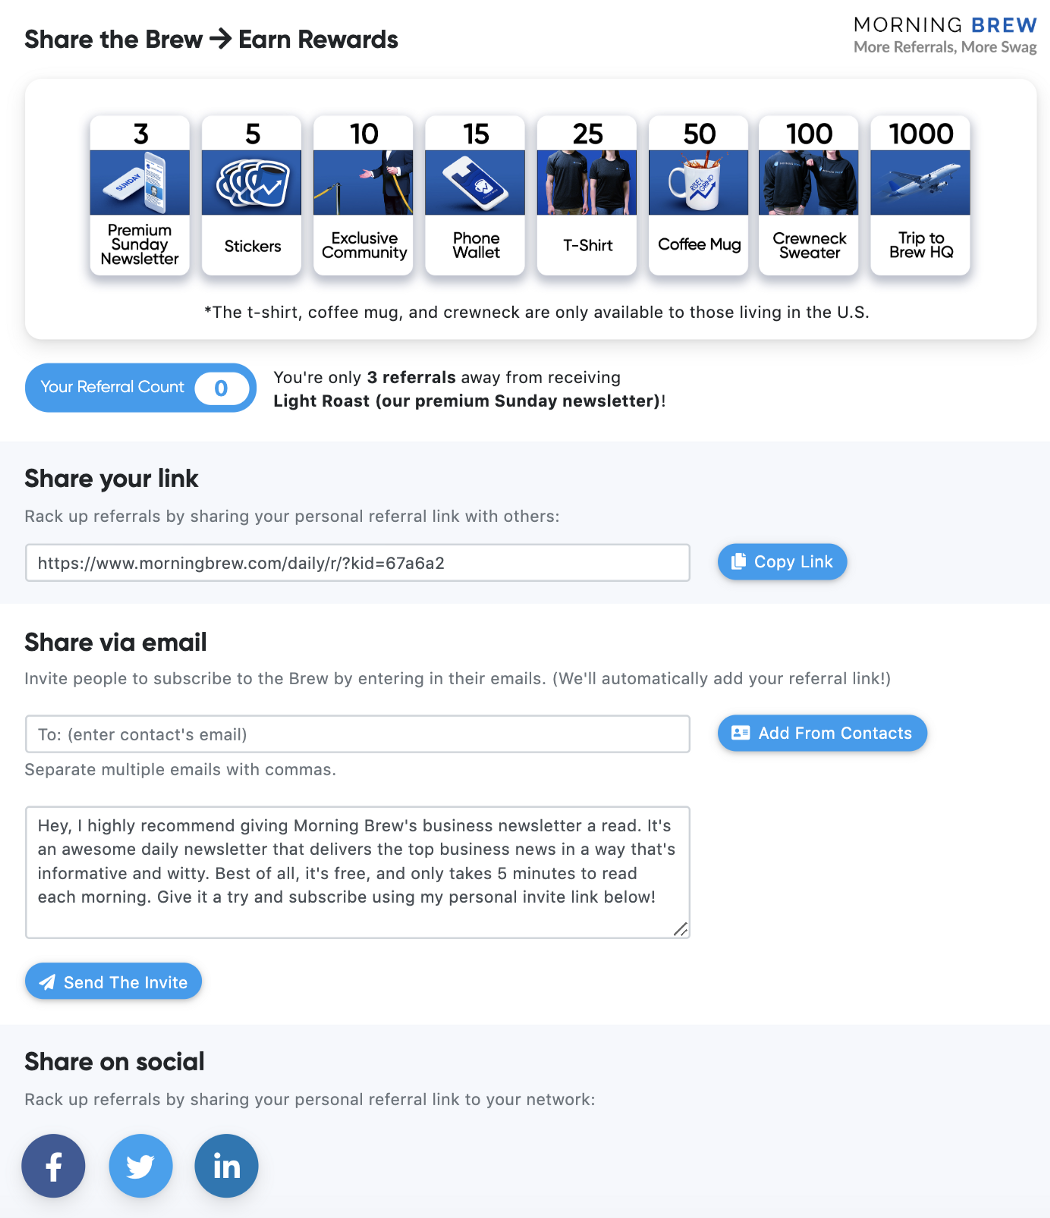 Share the Brew → Earn Rewards
MORNING BREW
More Referrals, More Swag
3
Premium
Sunday
Newsletter
5
Stickers
10
Exclusive
Community
15
Phone
Wallet
25
T-Shirt
50
Coffee Mug
100
Crewneck
Sweater
1000
Trip to
Brew HQ
SUNDAY
*The t-shirt, coffee mug, and crewneck are only available to those living in the U.S.
Your Referral Count 0
You're only 3 referrals away from receiving
Light Roast (our premium Sunday newsletter)!
Share your link
Rack up referrals by sharing your personal referral link with others:
https://www.morningbrew.com/daily/r/?kid=67a6a2
Copy Link
Share via email
Invite people to subscribe to the Brew by entering in their emails. (We'll automatically add your referral link!)
To: (enter contact's email)
Add From Contacts
Separate multiple emails with commas.
Hey, I highly recommend giving Morning Brew's business newsletter a read. It's
an awesome daily newsletter that delivers the top business news in a way that's
informative and witty. Best of all, it's free, and only takes 5 minutes to read
each morning. Give it a try and subscribe using my personal invite link below!
Send The Invite
Share on social
Rack up referrals by sharing your personal referral link to your network:
f
in